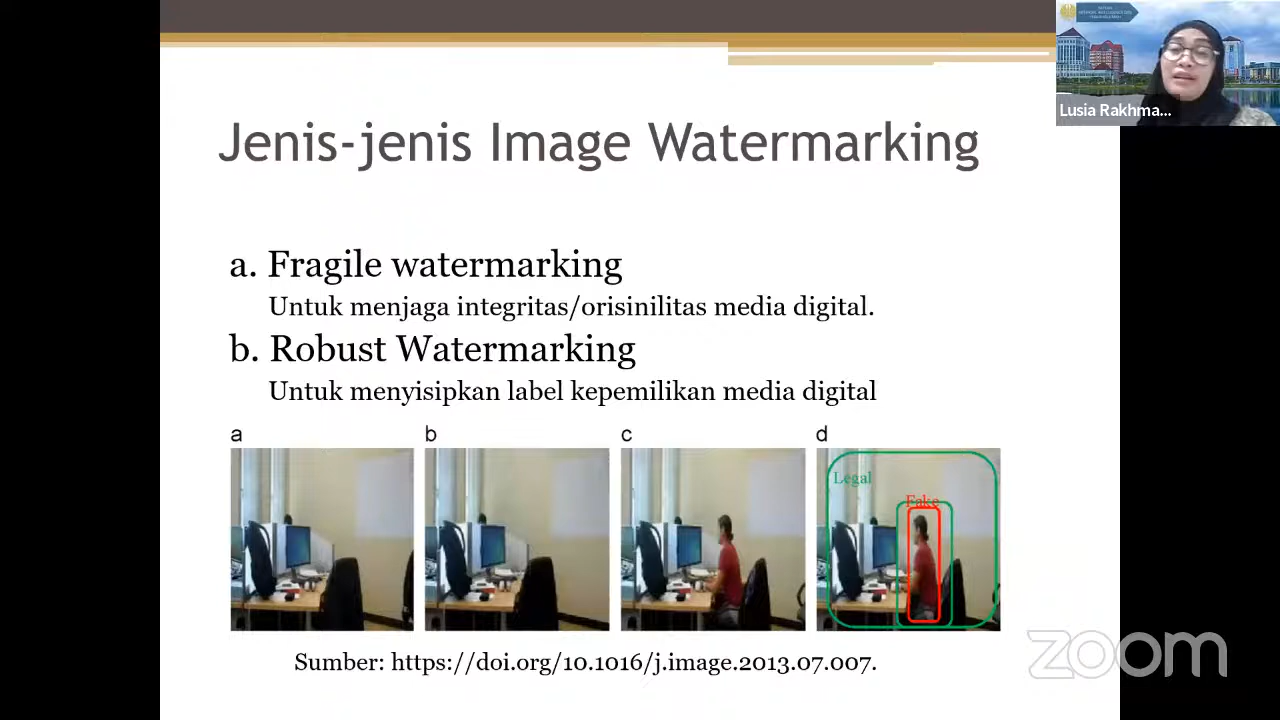 Jenis-jenis Image Watermarking
a. Fragile watermarking
Untuk menjaga integritas/orisinilitas media digital.
b. Robust Watermarking
Untuk menyisipkan label kepemilikan media digital
a b c d
Legal
Fake
Sumber: https://doi.org/10.1016/j.image.2013.07.007.
Lusia Rakhma...
zoom